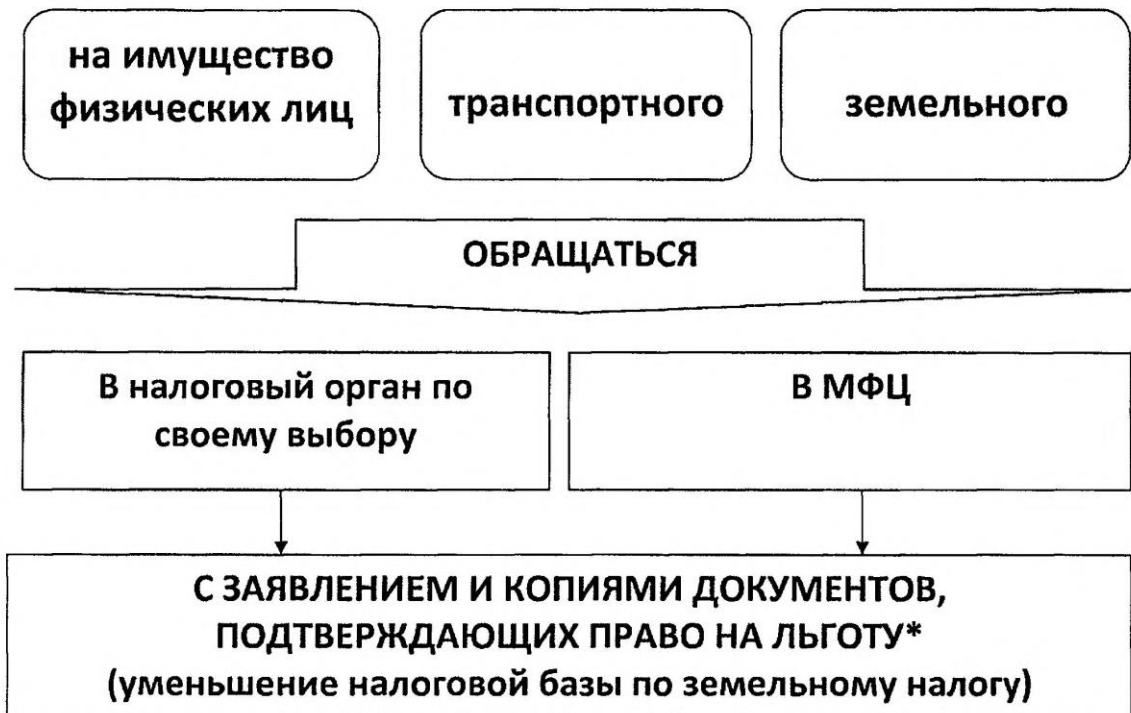 на имущество
физических лиц
транспортного
земельного
ОБРАЩАТЬСЯ
В налоговый орган по
своему выбору
В МФЦ
С ЗАЯВЛЕНИЕМ И КОПИЯМИ ДОКУМЕНТОВ,
ПОДТВЕРЖДАЮЩИХ ПРАВО НА ЛЬГОТУ*
(уменьшение налоговой базы по земельному налогу)